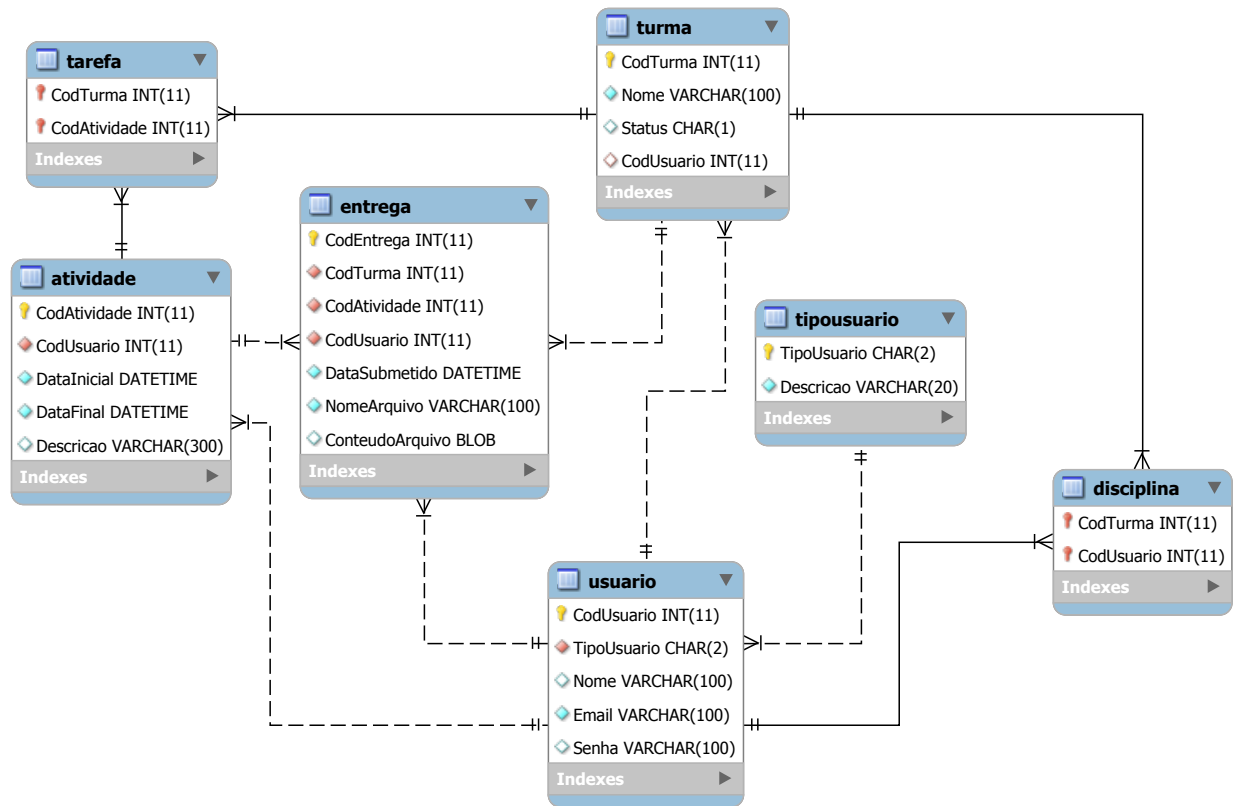 turma
CodTurma INT(11)
Nome VARCHAR(100)
Status CHAR(1)
CodUsuario INT(11)
Indexes
tarefa
CodTurma INT(11)
CodAtividade INT(11)
Indexes
entrega
CodEntrega INT(11)
CodTurma INT(11)
CodAtividade INT(11)
CodUsuario INT(11)
DataSubmetido DATETIME
NomeArquivo VARCHAR(100)
ConteudoArquivo BLOB
Indexes
atividade
CodAtividade INT(11)
CodUsuario INT(11)
DataInicial DATETIME
DataFinal DATETIME
Descricao VARCHAR(300)
Indexes
tipousuario
TipoUsuario CHAR(2)
Descricao VARCHAR(20)
Indexes
disciplina
CodTurma INT(11)
CodUsuario INT(11)
Indexes
usuario
CodUsuario INT(11)
TipoUsuario CHAR(2)
Nome VARCHAR(100)
Email VARCHAR(100)
Senha VARCHAR(100)
Indexes